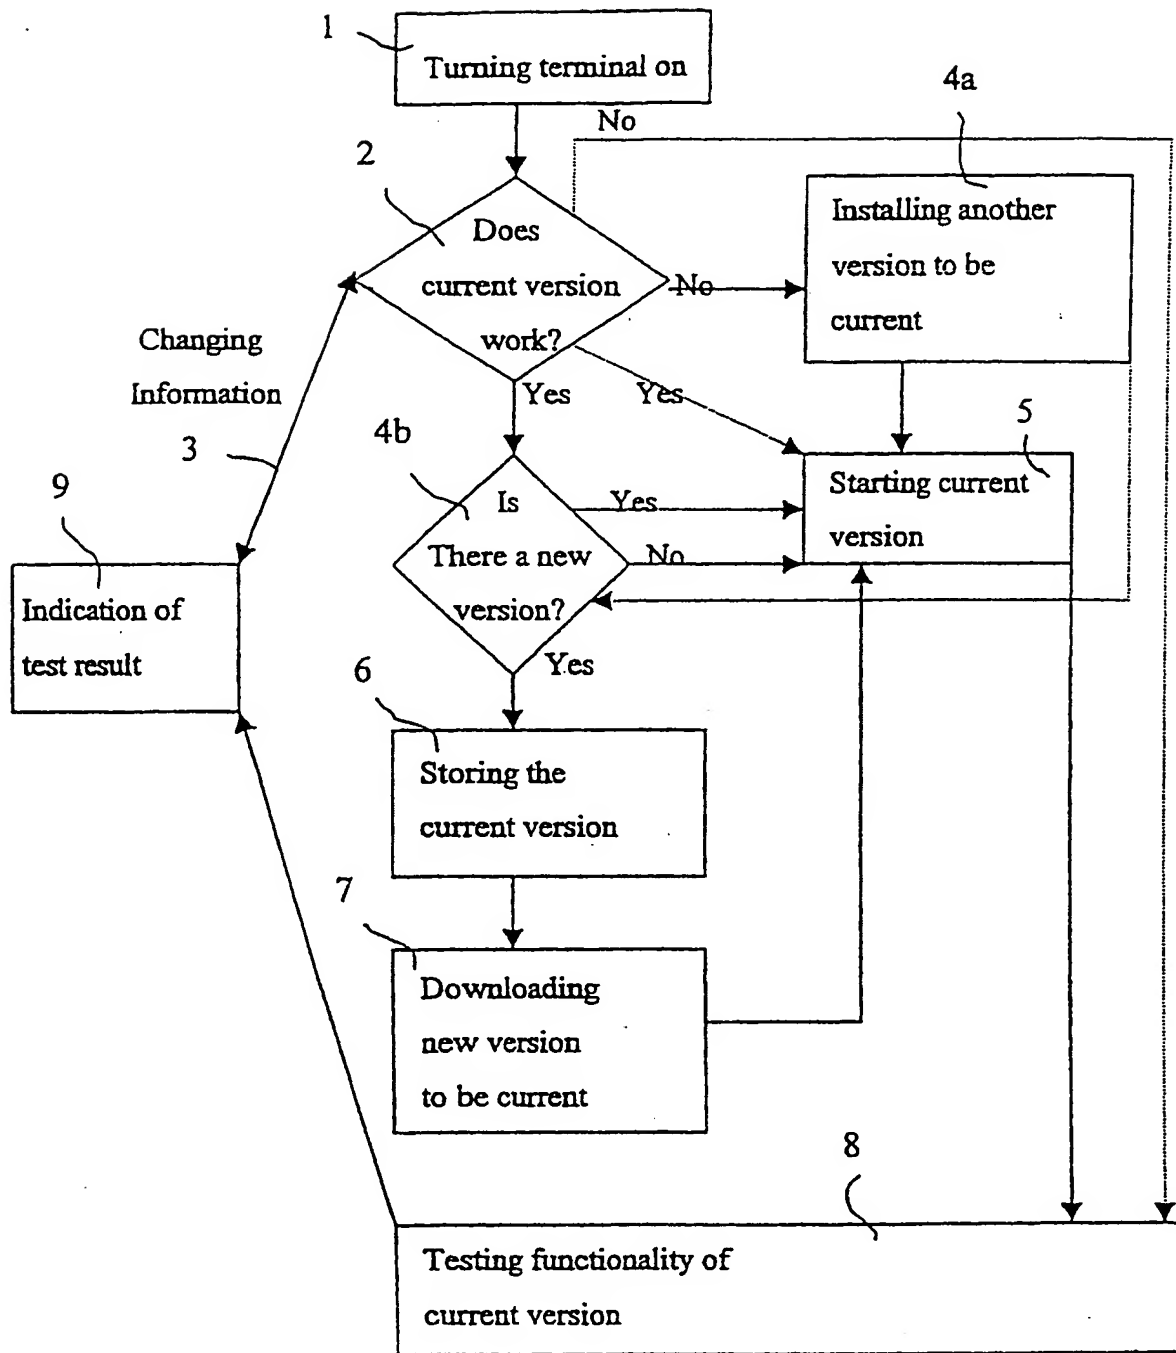 1
Turning terminal on
No
4a
2
Does
current version
work?
No
Installing another
version to be
current
Changing
Information
3
Yes
Yes
4b
5
Starting current
version
Is
There a new
version?
Yes
No
9
Indication of
test result
Yes
6
Storing the
current version
7
Downloading
new version
to be current
8
Testing functionality of
current version